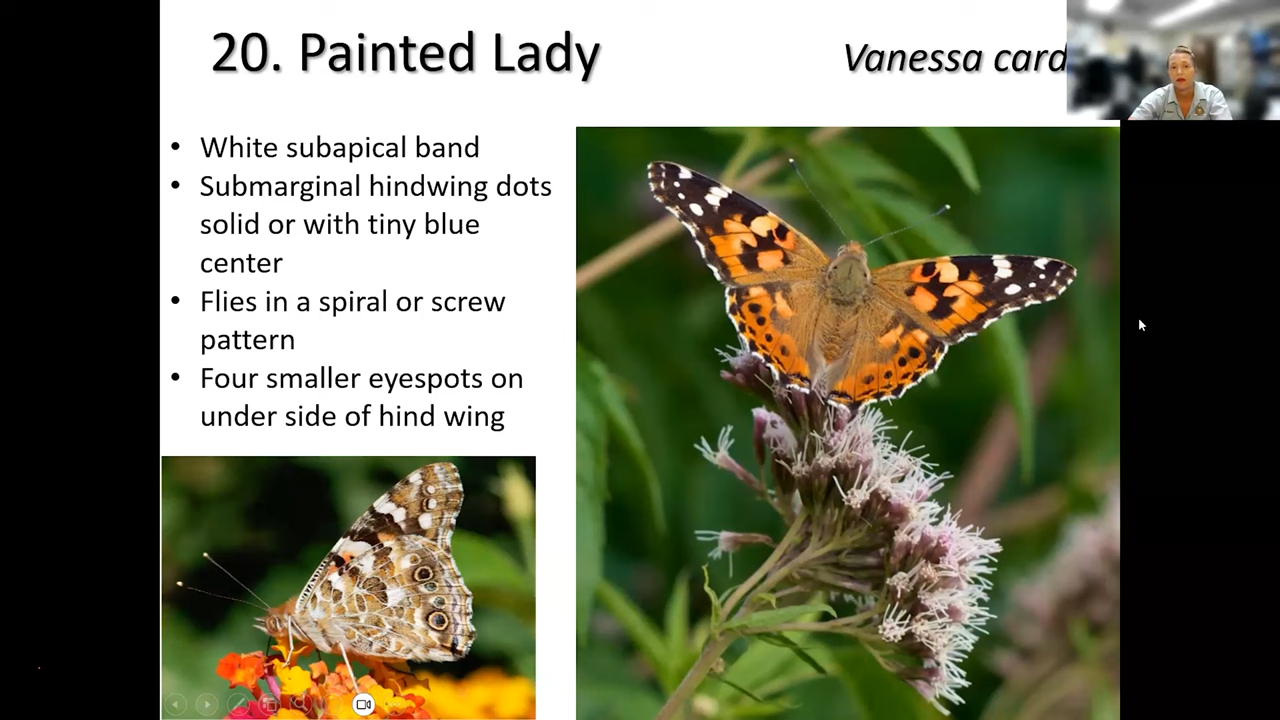 20. Painted Lady
Vanessa card
• White subapical band
• Submarginal hindwing dots
solid or with tiny blue
center
• Flies in a spiral or screw
pattern
• Four smaller eyespots on
under side of hind wing